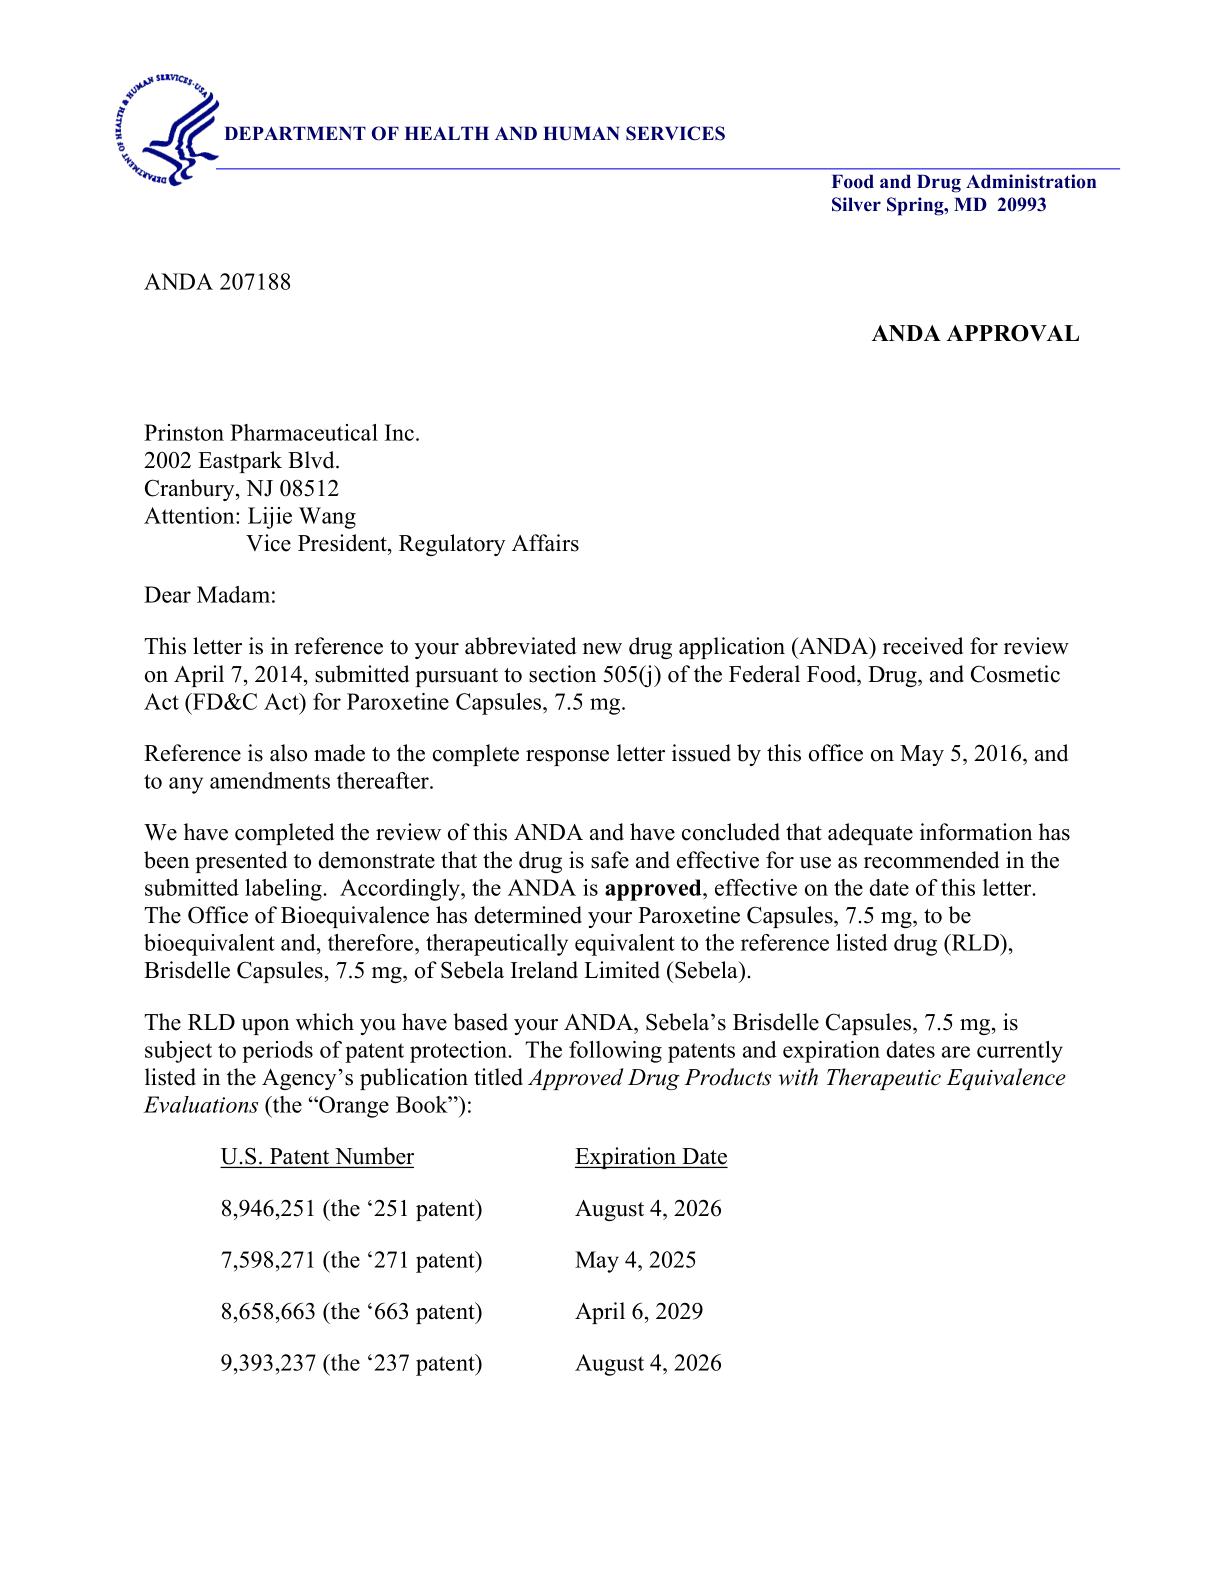 DEPARTMENT OF HEALTH & HUMAN SERVICES·USA
DEPARTMENT OF HEALTH AND HUMAN SERVICES
Food and Drug Administration
Silver Spring, MD  20993
ANDA 207188
ANDA APPROVAL
Prinston Pharmaceutical Inc.
2002 Eastpark Blvd.
Cranbury, NJ 08512
Attention: Lijie Wang
Vice President, Regulatory Affairs
Dear Madam:
This letter is in reference to your abbreviated new drug application (ANDA) received for review
on April 7, 2014, submitted pursuant to section 505(j) of the Federal Food, Drug, and Cosmetic
Act (FD&C Act) for Paroxetine Capsules, 7.5 mg.
Reference is also made to the complete response letter issued by this office on May 5, 2016, and
to any amendments thereafter.
We have completed the review of this ANDA and have concluded that adequate information has
been presented to demonstrate that the drug is safe and effective for use as recommended in the
submitted labeling.  Accordingly, the ANDA is approved, effective on the date of this letter.
The Office of Bioequivalence has determined your Paroxetine Capsules, 7.5 mg, to be
bioequivalent and, therefore, therapeutically equivalent to the reference listed drug (RLD),
Brisdelle Capsules, 7.5 mg, of Sebela Ireland Limited (Sebela).
The RLD upon which you have based your ANDA, Sebela’s Brisdelle Capsules, 7.5 mg, is
subject to periods of patent protection.  The following patents and expiration dates are currently
listed in the Agency’s publication titled Approved Drug Products with Therapeutic Equivalence
Evaluations (the “Orange Book”):
U.S. Patent Number Expiration Date
8,946,251 (the ‘251 patent) August 4, 2026
7,598,271 (the ‘271 patent) May 4, 2025
8,658,663 (the ‘663 patent) April 6, 2029
9,393,237 (the ‘237 patent) August 4, 2026